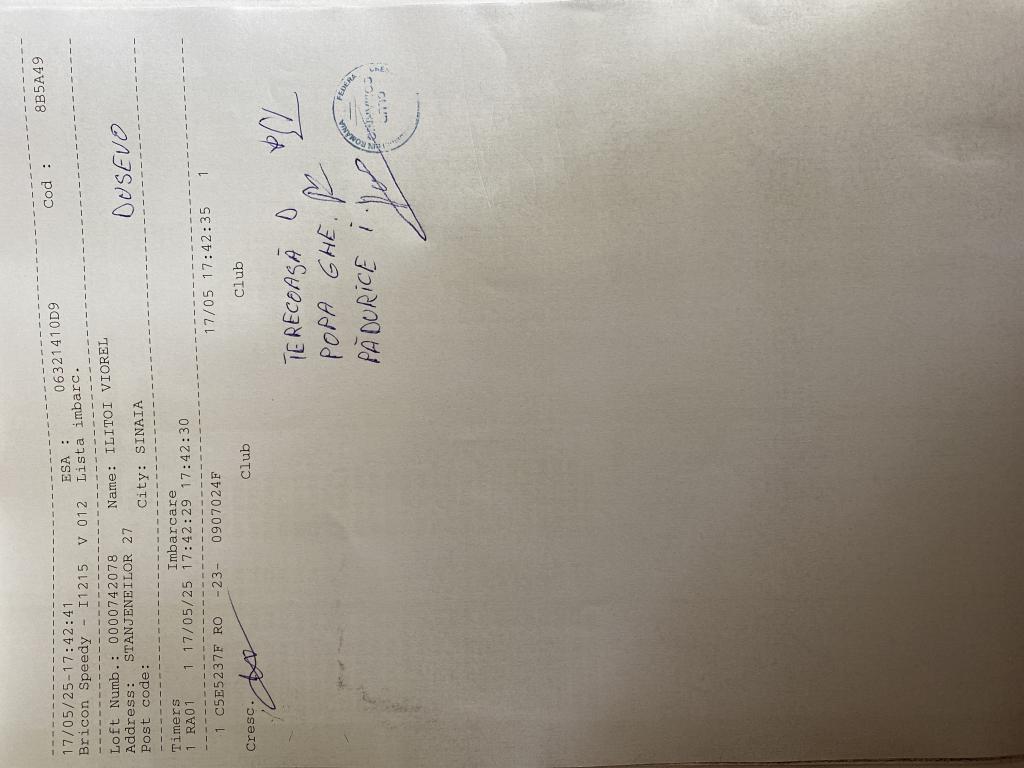 17/05/25-17:42:41 ESA : 06321410D9 Cod : 8B5A49
Bricon Speedy - I1215 V 012 Lista imbarc.
Loft Numb.: 0000742078 Name: ILITOI VIOREL
Address: STANJENEILOR 27 City: SINAIA
Post code:
DUSEVO
Timers Imbarcare
1 RA01 1 17/05/25 17:42:29 17:42:30
1 C5E5237F RO -23- 0907024F 17/05 17:42:35 1
Cresc. Club Club
TERECOASĂ D
POPA GHE.
PĂDURICE i.
ROMÂNIA